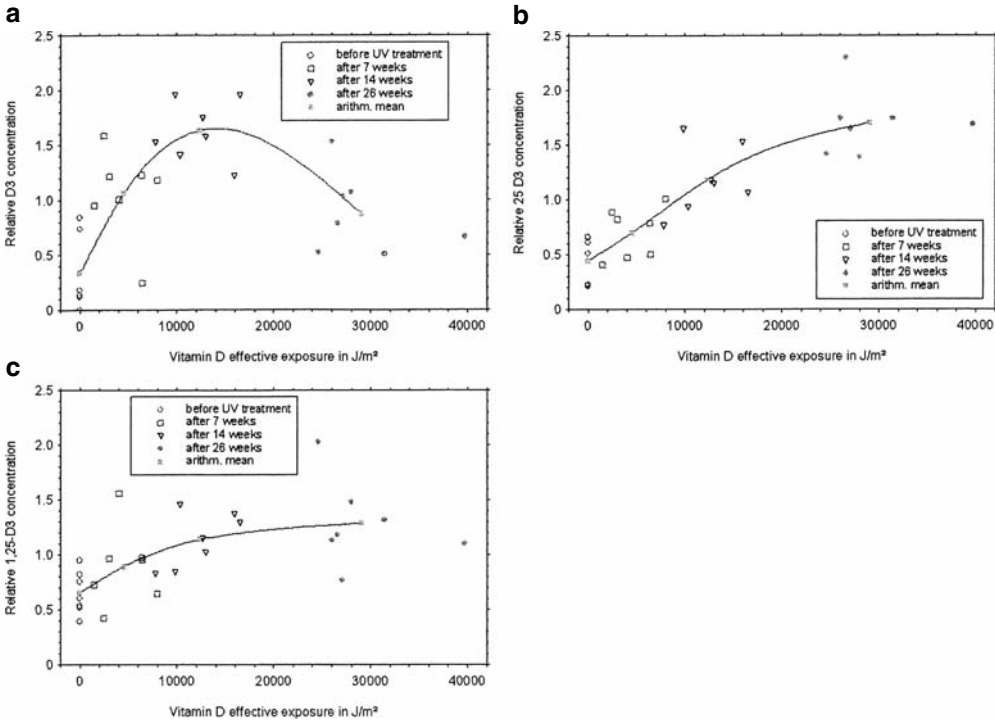 a
2.5
2.0
1.5
1.0
0.5
0
Relative D3 concentration
before UV treatment
after 7 weeks
after 14 weeks
after 26 weeks
arithm. mean
0 10000 20000 30000 40000
Vitamin D effective exposure in J/m²
b
2.5
2.0
1.5
1.0
0.5
0
Relative 25 D3 concentration
before UV treatment
after 7 weeks
after 14 weeks
after 26 weeks
arithm. mean
0 10000 20000 30000 40000
Vitamin D effective exposure in J/m²
c
2.5
2.0
1.5
1.0
0.5
0
Relative 1,25-D3 concentration
before UV treatment
after 7 weeks
after 14 weeks
after 26 weeks
arithm. mean
0 10000 20000 30000 40000
Vitamin D effective exposure in J/m²